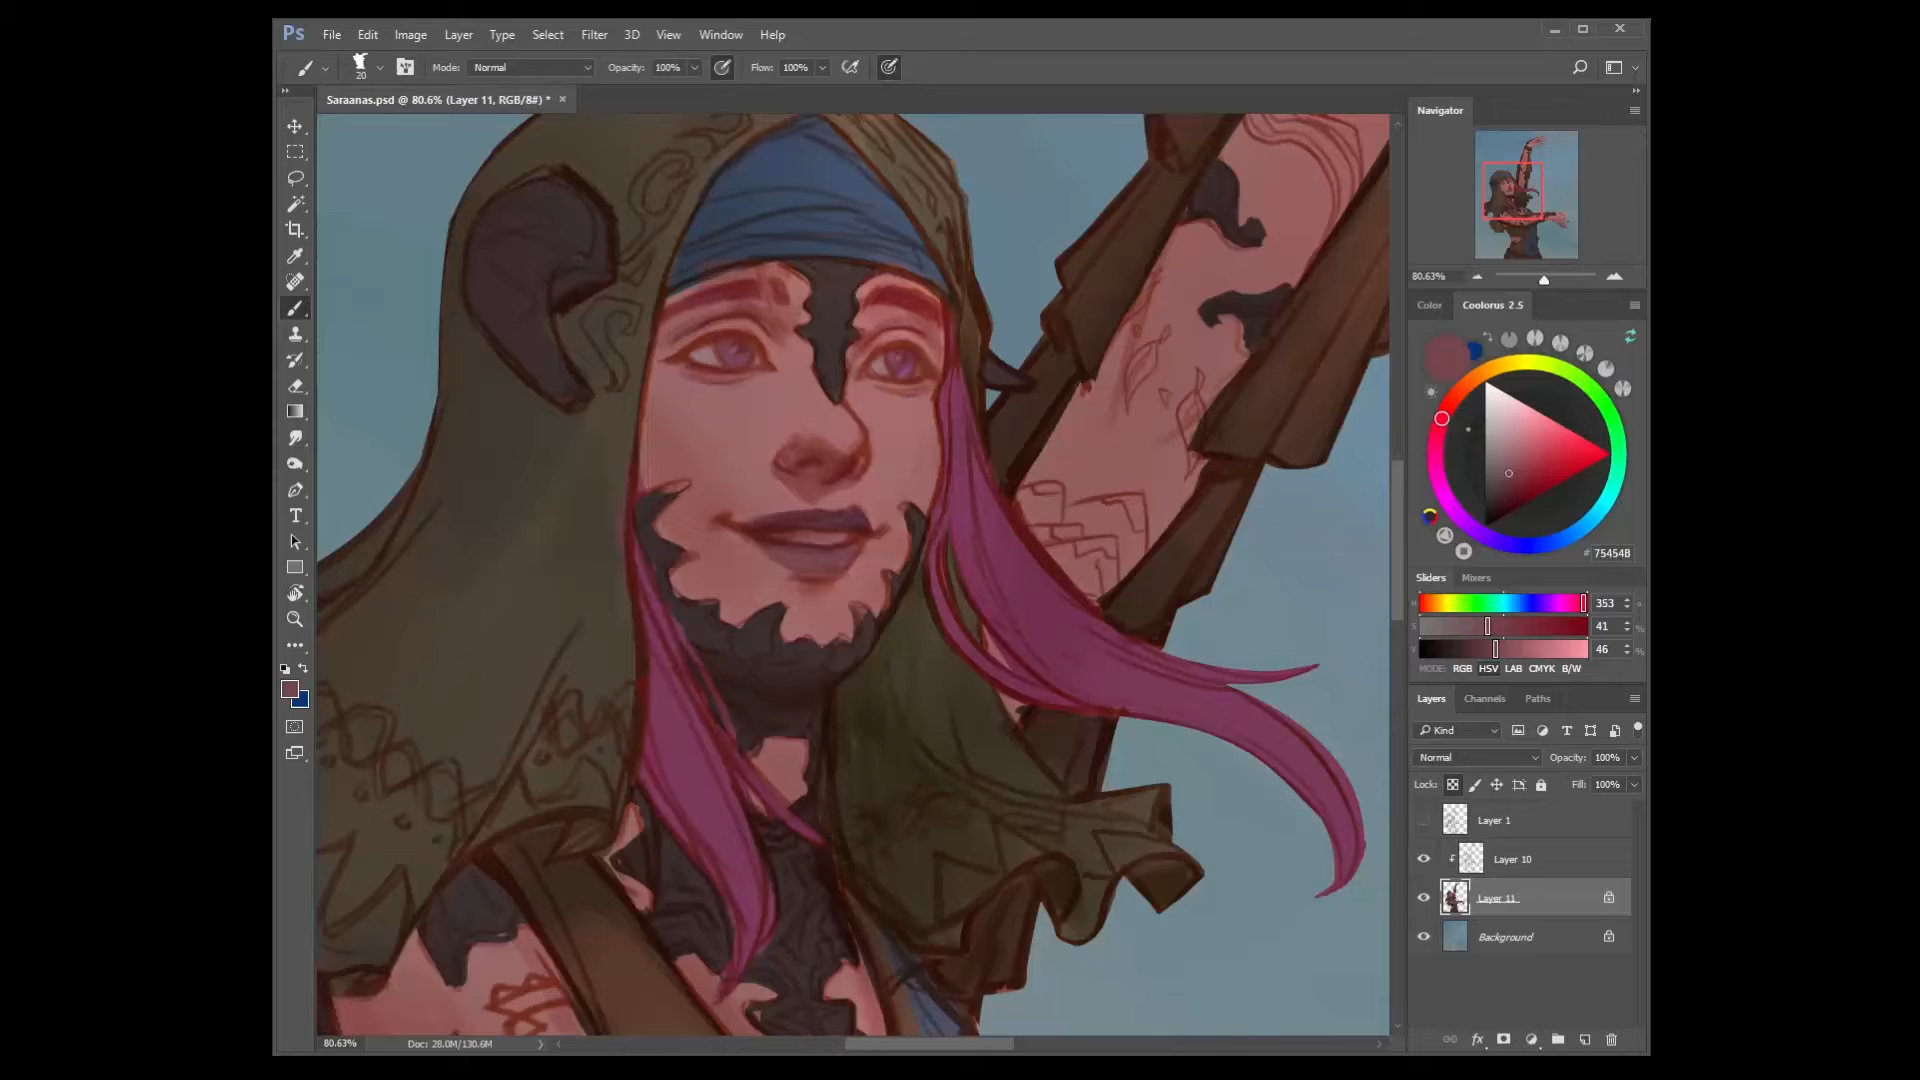 Ps File Edit Image Layer Type Select Filter 3D View Window Help
20 Mode: Normal Opacity: 100% Flow: 100%
Saraanas.psd @ 80.6% (Layer 11, RGB/8#) *
Navigator
80.63%
Color Coolorus 2.5
# 75454B
Sliders Mixers
H 353 °
S 41 %
V 46 %
MODE: RGB HSV LAB CMYK B/W
Layers Channels Paths
Kind
Normal Opacity: 100%
Lock: Fill: 100%
Layer 1
Layer 10
Layer 11
Background
80.63% Doc: 28.0M/130.6M
fx